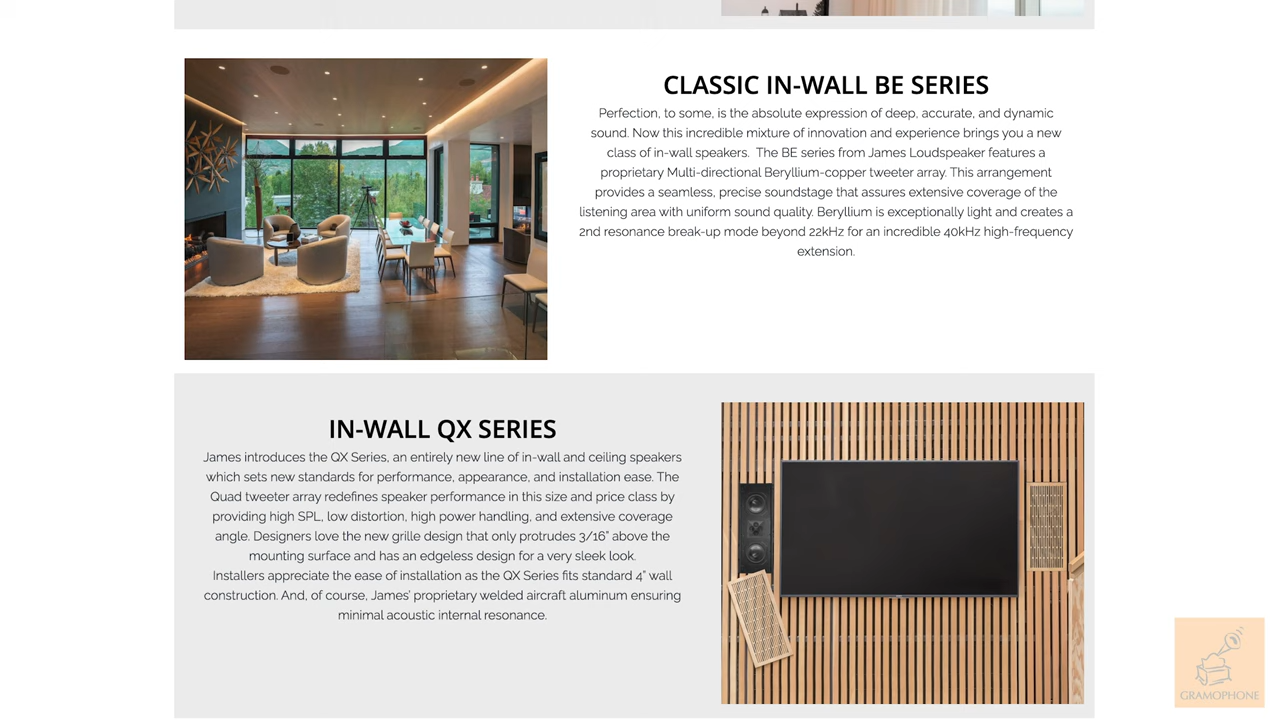 CLASSIC IN-WALL BE SERIES
Perfection, to some, is the absolute expression of deep, accurate, and dynamic
sound. Now this incredible mixture of innovation and experience brings you a new
class of in-wall speakers.  The BE series from James Loudspeaker features a
proprietary Multi-directional Beryllium-copper tweeter array. This arrangement
provides a seamless, precise soundstage that assures extensive coverage of the
listening area with uniform sound quality. Beryllium is exceptionally light and creates a
2nd resonance break-up mode beyond 22kHz for an incredible 40kHz high-frequency
extension.
IN-WALL QX SERIES
James introduces the QX Series, an entirely new line of in-wall and ceiling speakers
which sets new standards for performance, appearance, and installation ease. The
Quad tweeter array redefines speaker performance in this size and price class by
providing high SPL, low distortion, high power handling, and extensive coverage
angle. Designers love the new grille design that only protrudes 3/16” above the
mounting surface and has an edgeless design for a very sleek look.
Installers appreciate the ease of installation as the QX Series fits standard 4” wall
construction. And, of course, James’ proprietary welded aircraft aluminum ensuring
minimal acoustic internal resonance.
GRAMOPHONE